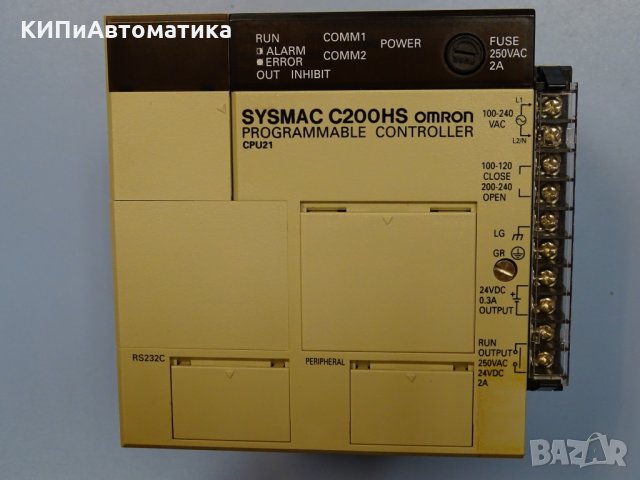 КИПиАвтоматика
RUN COMM1
ALARM COMM2 POWER
ERROR
OUT INHIBIT
FUSE
250VAC
2A
SYSMAC C200HS omron
PROGRAMMABLE CONTROLLER
CPU21
L1
100-240
VAC
L2/N
100-120
CLOSE
200-240
OPEN
LG
GR
24VDC
0.3A
OUTPUT
+
-
RUN
OUTPUT
250VAC
24VDC
2A
RS232C
PERIPHERAL
BAZAR